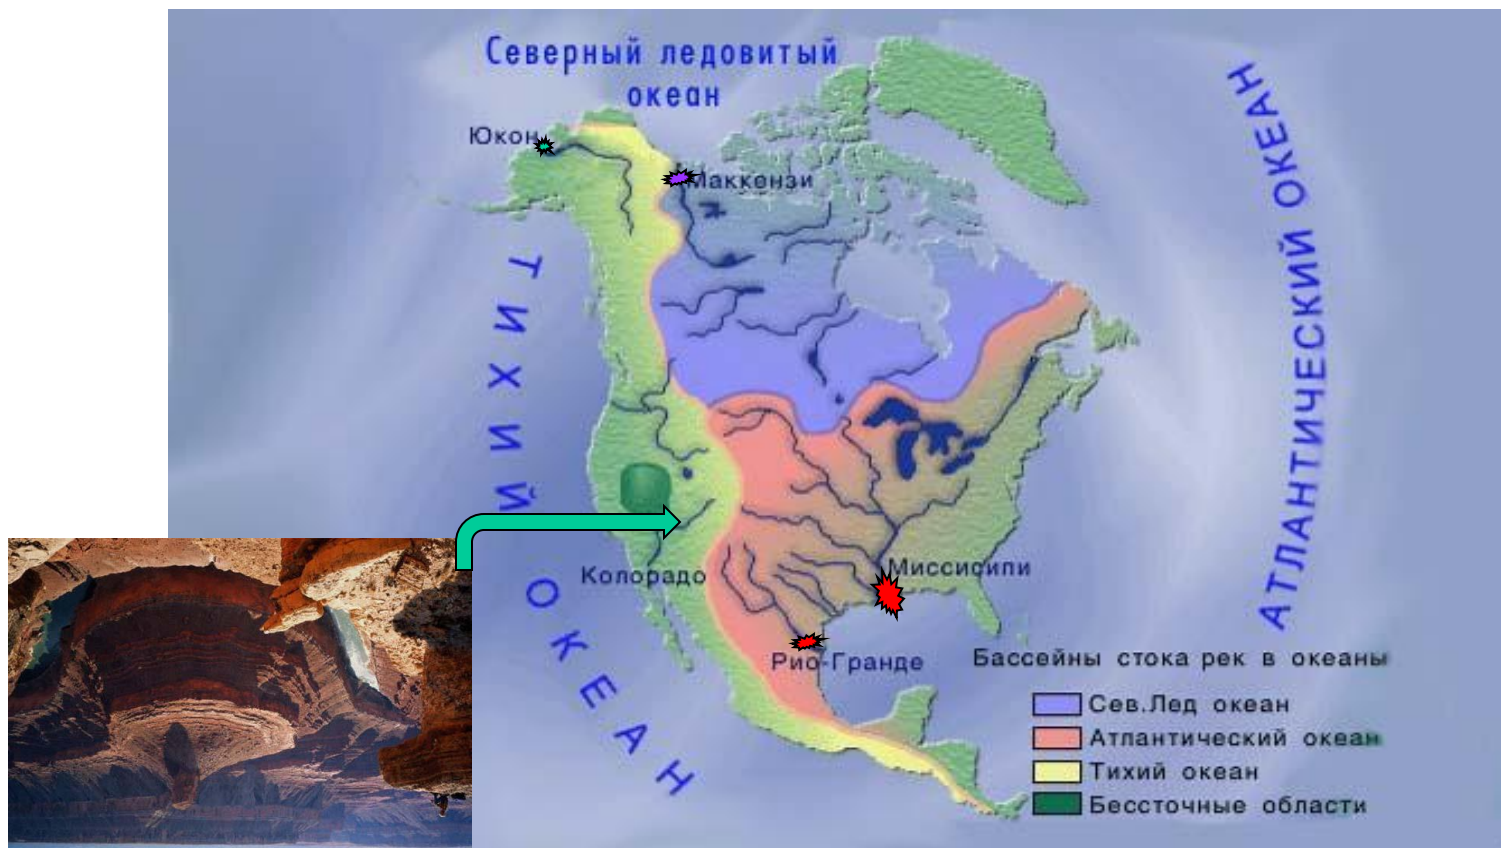 Северный ледовитый
океан
АТЛАНТИЧЕСКИЙ ОКЕАН
Юкон
Маккензи
ТИХИЙ
ОКЕАН
Колорадо
Миссисипи
Рио-Гранде
Бассейны стока рек в океаны
Сев.Лед океан
Атлантический океан
Тихий океан
Бессточные области